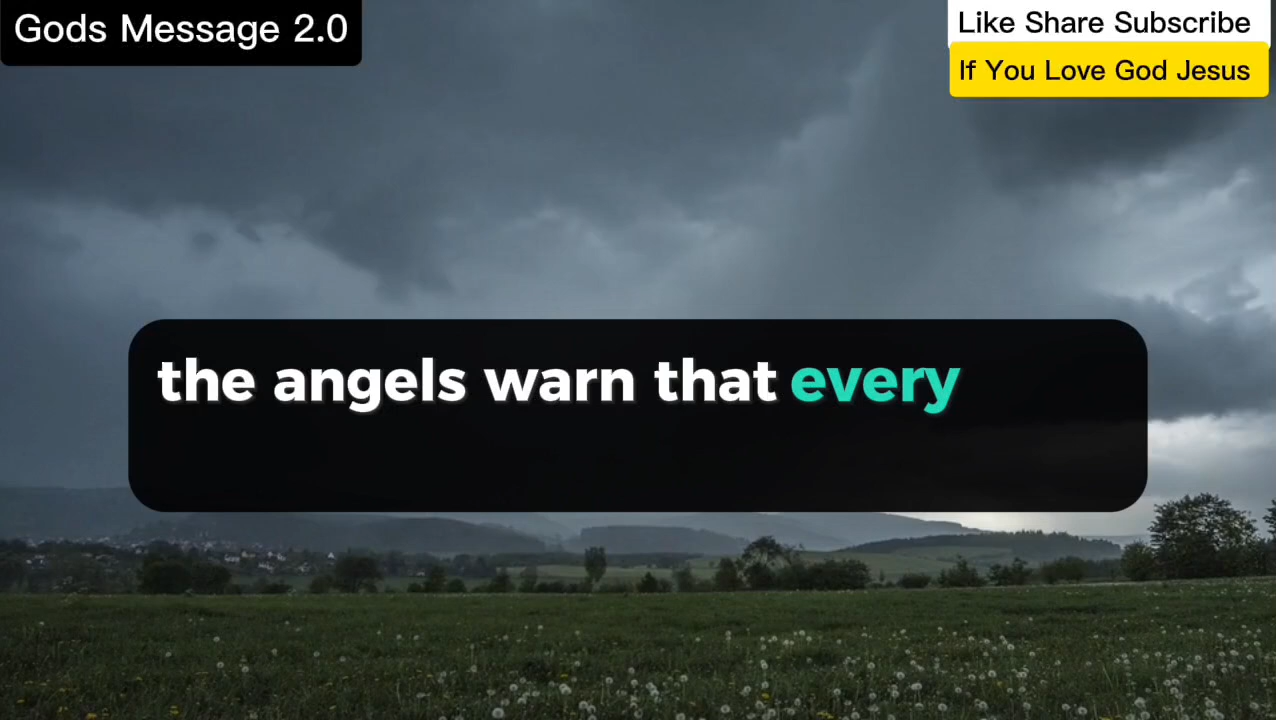 Gods Message 2.0
Like Share Subscribe
If You Love God Jesus
the angels warn that every